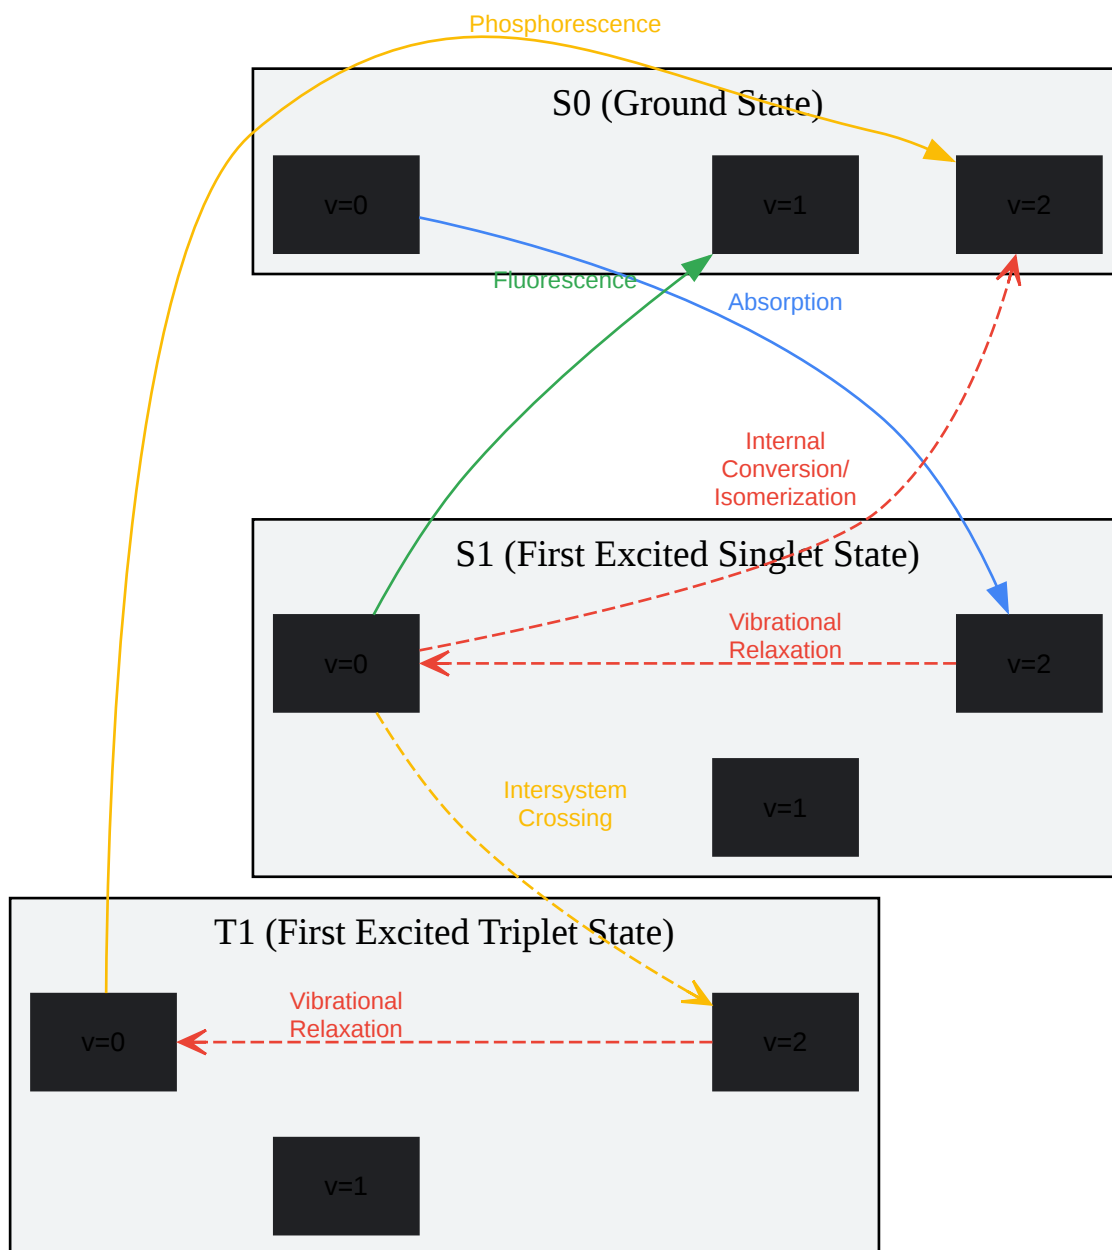 Phosphorescence
S0 (Ground State)
v=0
v=1
v=2
Fluorescence
Absorption
Internal
Conversion/
Isomerization
S1 (First Excited Singlet State)
Vibrational
Relaxation
v=0
v=2
Intersystem
Crossing
v=1
T1 (First Excited Triplet State)
Vibrational
Relaxation
v=0
v=2
v=1